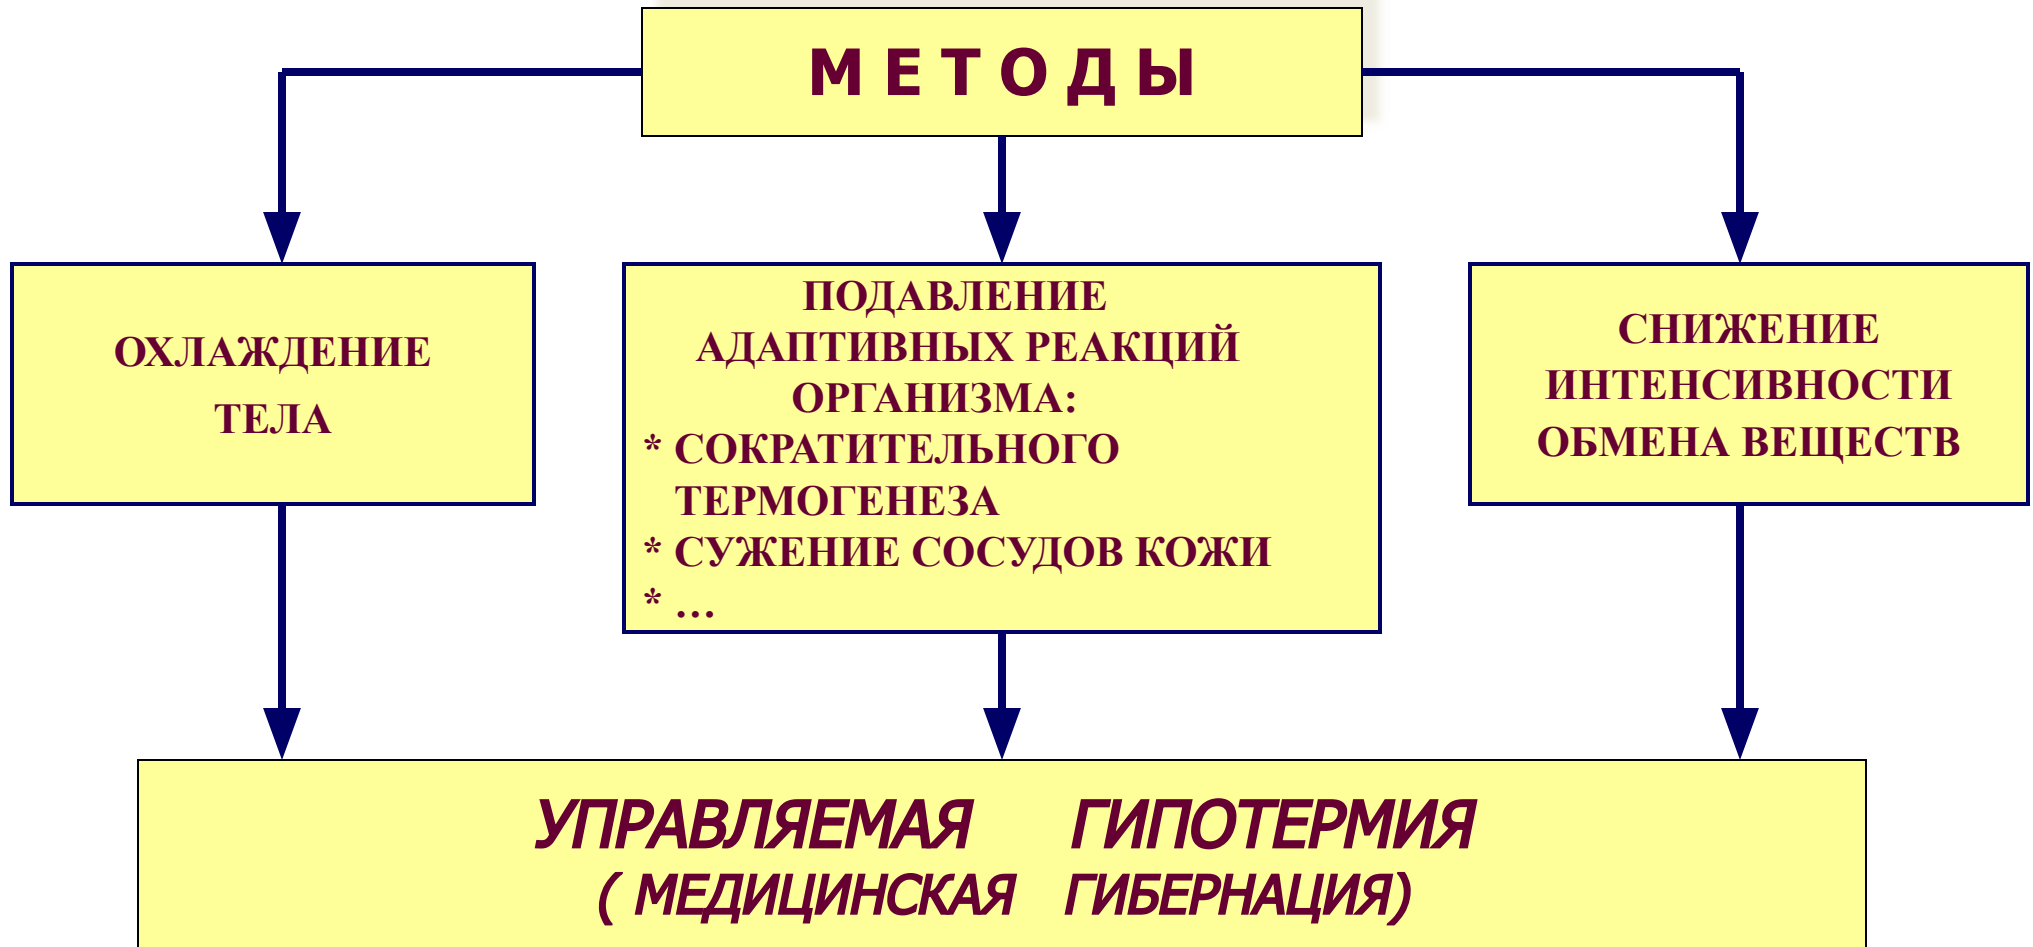 М Е Т О Д Ы
ОХЛАЖДЕНИЕ
ТЕЛА
ПОДАВЛЕНИЕ
АДАПТИВНЫХ РЕАКЦИЙ
ОРГАНИЗМА:
* СОКРАТИТЕЛЬНОГО
ТЕРМОГЕНЕЗА
* СУЖЕНИЕ СОСУДОВ КОЖИ
* …
СНИЖЕНИЕ
ИНТЕНСИВНОСТИ
ОБМЕНА ВЕЩЕСТВ
УПРАВЛЯЕМАЯ ГИПОТЕРМИЯ
( МЕДИЦИНСКАЯ ГИБЕРНАЦИЯ)